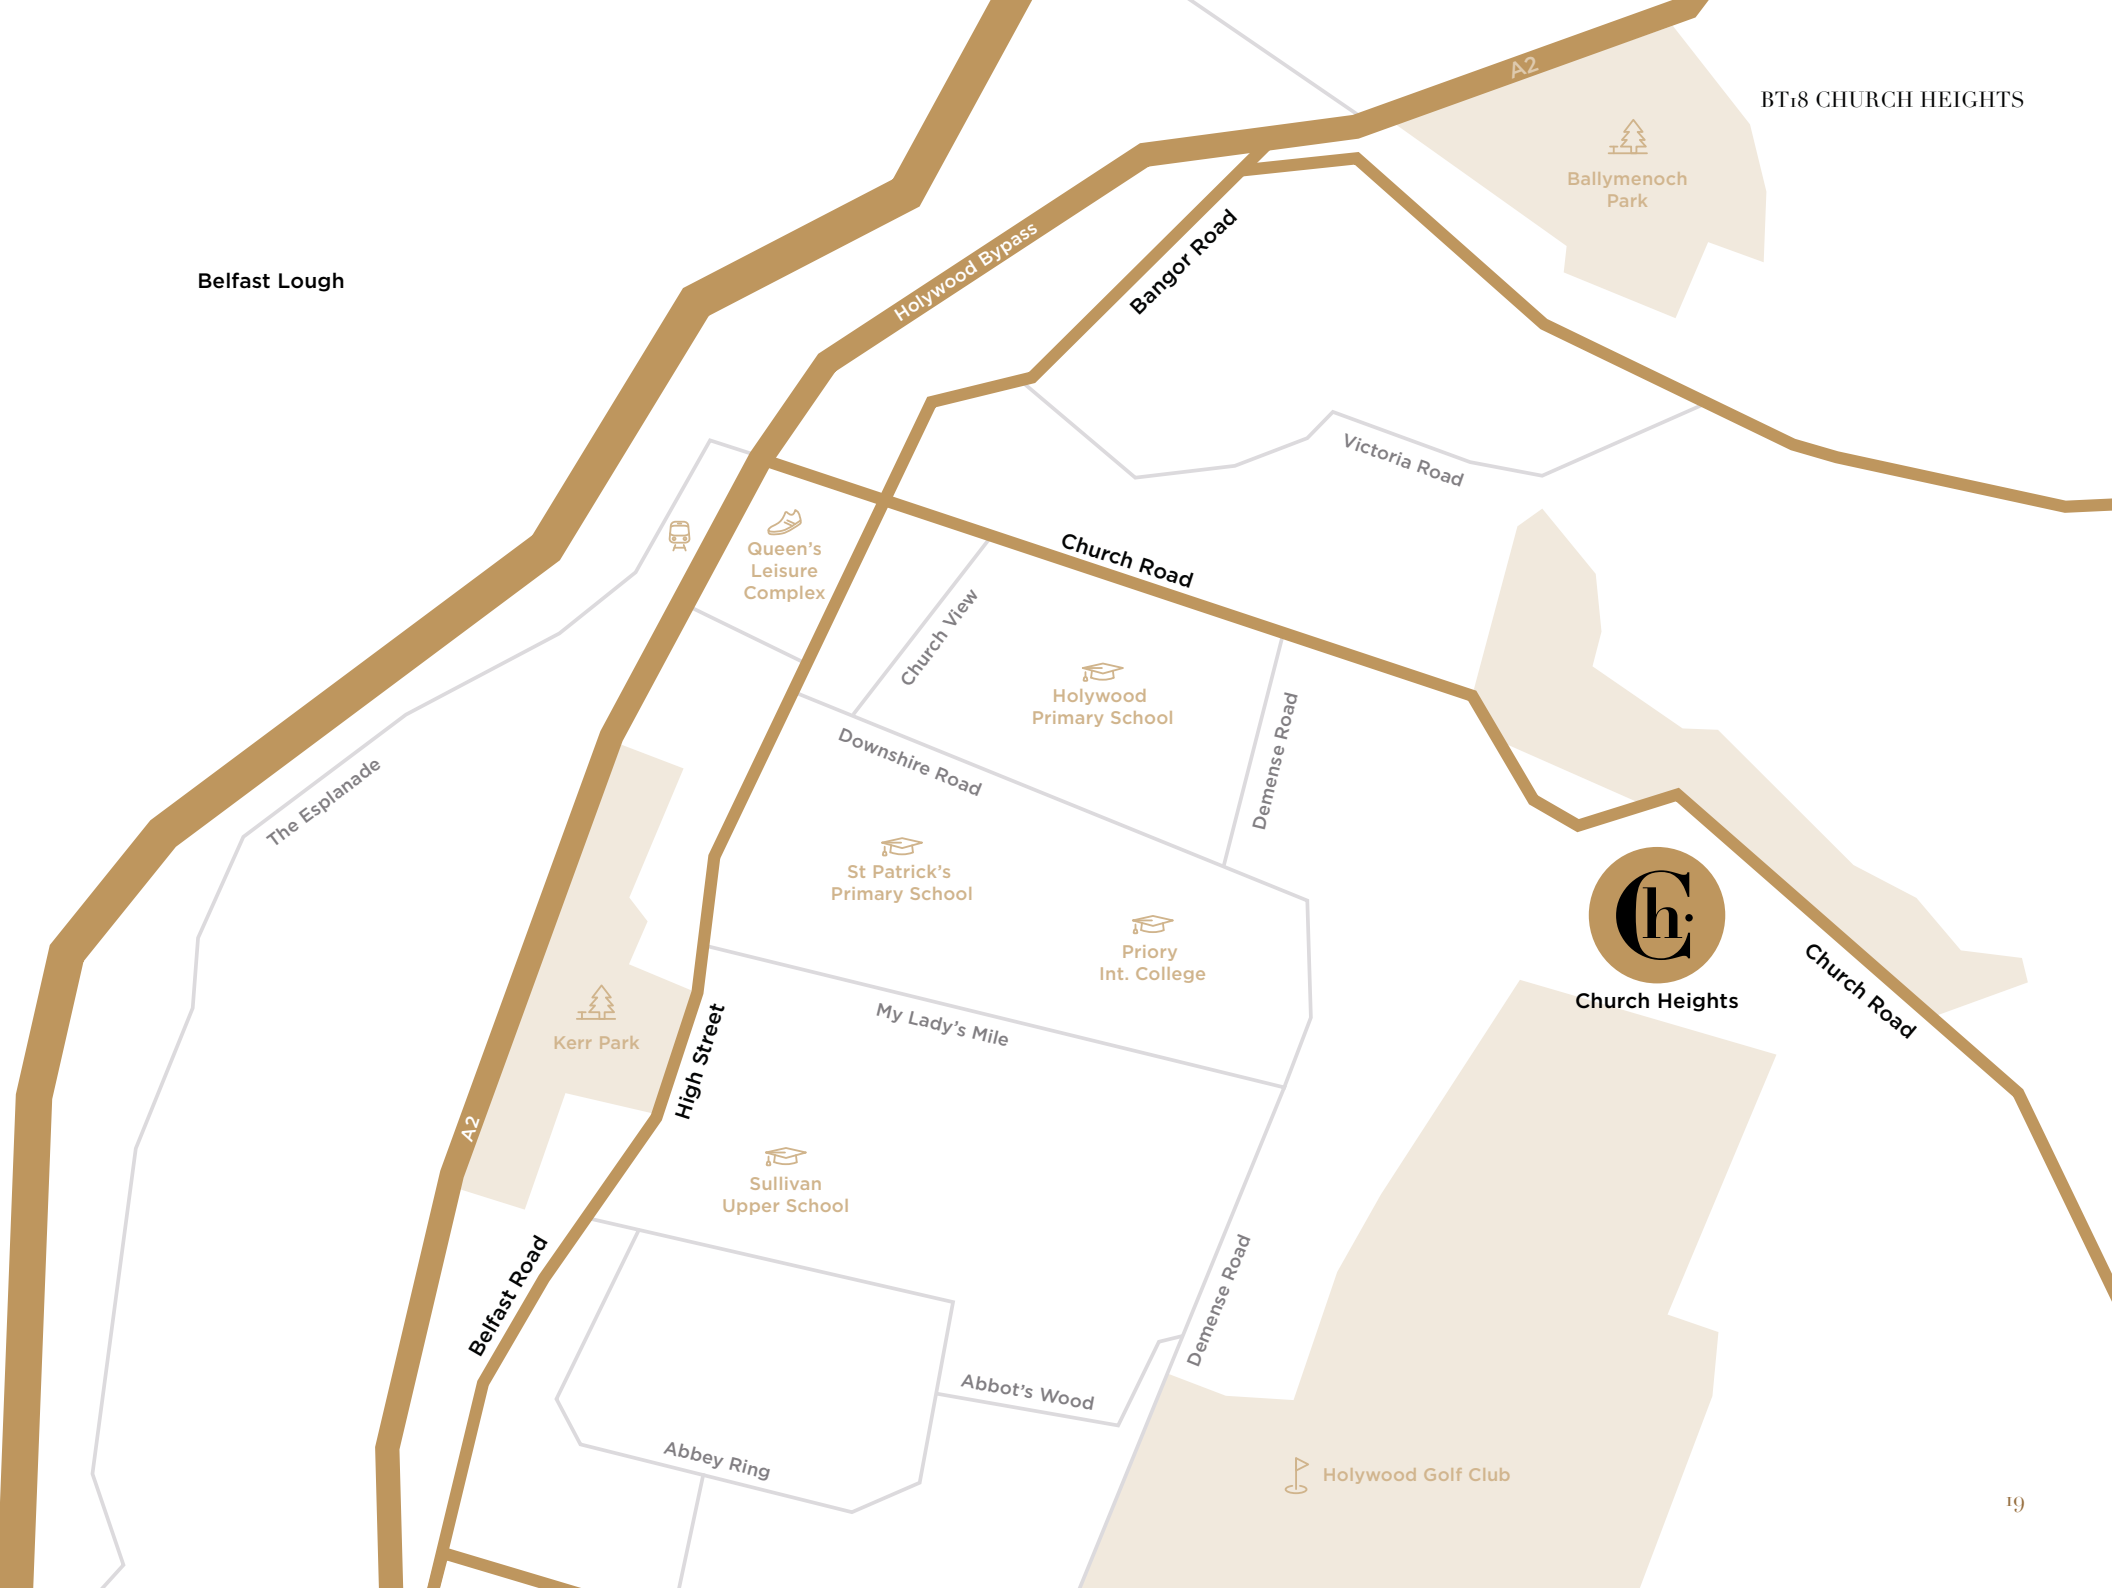 A2
BT18 CHURCH HEIGHTS
Ballymenoch
Park
Belfast Lough
Holywood Bypass
Bangor Road
Victoria Road
Queen's
Leisure
Complex
Church Road
Church View
Holywood
Primary School
Demense Road
Downshire Road
The Esplanade
St Patrick's
Primary School
Priory
Int. College
Ch.
Church Heights
Church Road
My Lady's Mile
Kerr Park
High Street
A2
Sullivan
Upper School
Belfast Road
Demense Road
Abbot's Wood
Abbey Ring
Holywood Golf Club
19